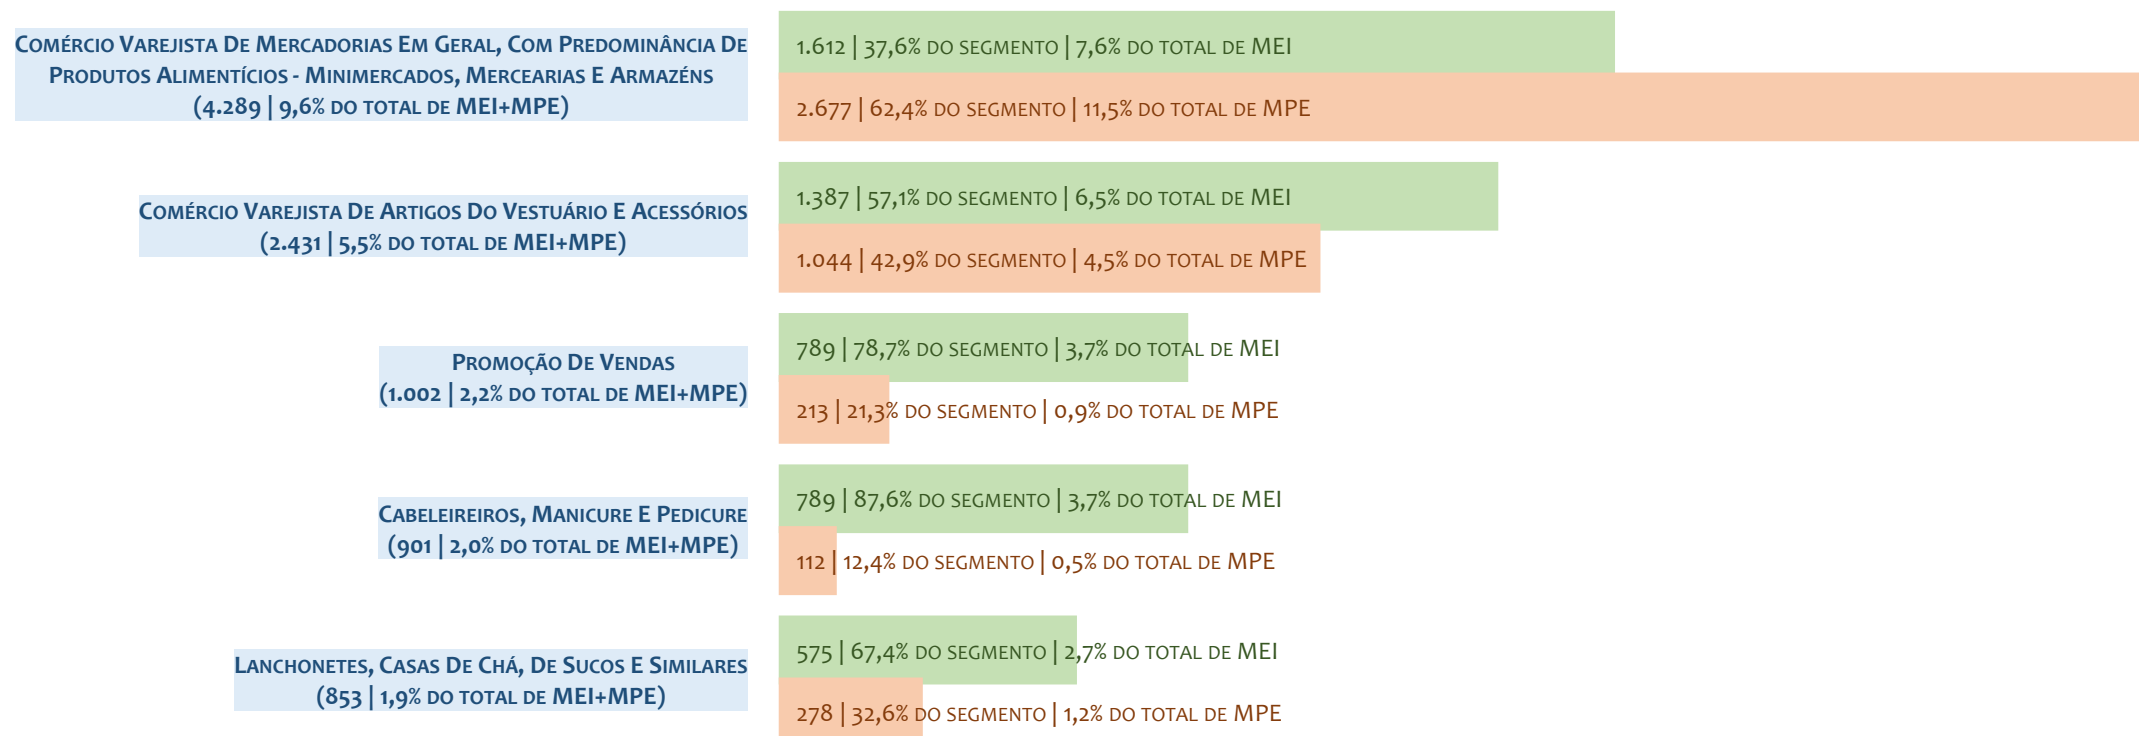 Comércio Varejista De Mercadorias Em Geral, Com Predominância De
Produtos Alimentícios - Minimercados, Mercearias E Armazéns
(4.289 | 9,6% do total de MEI+MPE)
1.612 | 37,6% do segmento | 7,6% do total de MEI
2.677 | 62,4% do segmento | 11,5% do total de MPE
Comércio Varejista De Artigos Do Vestuário E Acessórios
(2.431 | 5,5% do total de MEI+MPE)
1.387 | 57,1% do segmento | 6,5% do total de MEI
1.044 | 42,9% do segmento | 4,5% do total de MPE
Promoção De Vendas
(1.002 | 2,2% do total de MEI+MPE)
789 | 78,7% do segmento | 3,7% do total de MEI
213 | 21,3% do segmento | 0,9% do total de MPE
Cabeleireiros, Manicure E Pedicure
(901 | 2,0% do total de MEI+MPE)
789 | 87,6% do segmento | 3,7% do total de MEI
112 | 12,4% do segmento | 0,5% do total de MPE
Lanchonetes, Casas De Chá, De Sucos E Similares
(853 | 1,9% do total de MEI+MPE)
575 | 67,4% do segmento | 2,7% do total de MEI
278 | 32,6% do segmento | 1,2% do total de MPE